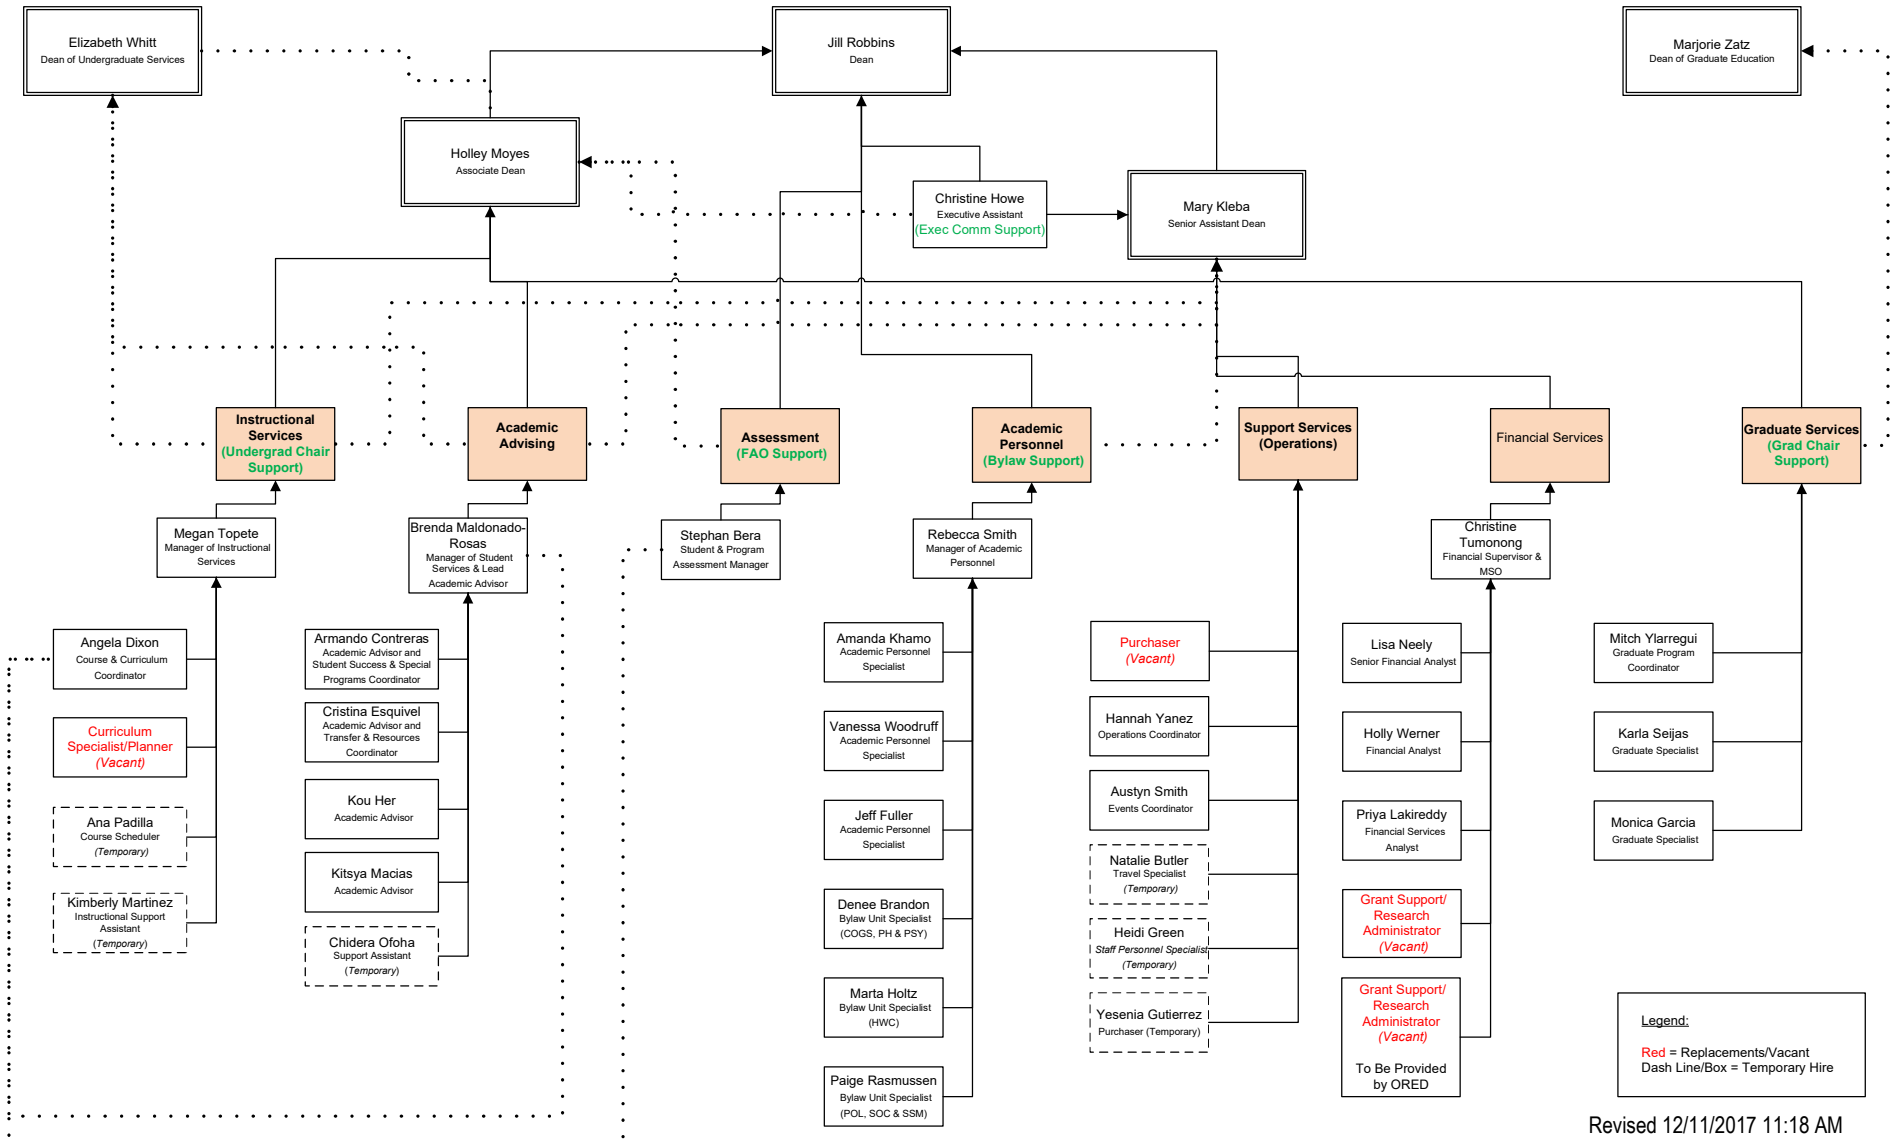 Elizabeth Whitt
Dean of Undergraduate Services
Jill Robbins
Dean
Marjorie Zatz
Dean of Graduate Education
Holley Moyes
Associate Dean
Christine Howe
Executive Assistant
(Exec Comm Support)
Mary Kleba
Senior Assistant Dean
Instructional
Services
(Undergrad Chair
Support)
Academic
Advising
Assessment
(FAO Support)
Academic
Personnel
(Bylaw Support)
Support Services
(Operations)
Financial Services
Graduate Services
(Grad Chair
Support)
Megan Topete
Manager of Instructional
Services
Brenda Maldonado-
Rosas
Manager of Student
Services & Lead
Academic Advisor
Stephan Bera
Student & Program
Assessment Manager
Rebecca Smith
Manager of Academic
Personnel
Christine
Tumonong
Financial Supervisor &
MSO
Angela Dixon
Course & Curriculum
Coordinator
Curriculum
Specialist/Planner
(Vacant)
Ana Padilla
Course Scheduler
(Temporary)
Kimberly Martinez
Instructional Support
Assistant
(Temporary)
Armando Contreras
Academic Advisor and
Student Success & Special
Programs Coordinator
Cristina Esquivel
Academic Advisor and
Transfer & Resources
Coordinator
Kou Her
Academic Advisor
Kitsya Macias
Academic Advisor
Chidera Ofoha
Support Assistant
(Temporary)
Amanda Khamo
Academic Personnel
Specialist
Vanessa Woodruff
Academic Personnel
Specialist
Jeff Fuller
Academic Personnel
Specialist
Denee Brandon
Bylaw Unit Specialist
(COGS, PH & PSY)
Marta Holtz
Bylaw Unit Specialist
(HWC)
Paige Rasmussen
Bylaw Unit Specialist
(POL, SOC & SSM)
Purchaser
(Vacant)
Hannah Yanez
Operations Coordinator
Austyn Smith
Events Coordinator
Natalie Butler
Travel Specialist
(Temporary)
Heidi Green
Staff Personnel Specialist
(Temporary)
Yesenia Gutierrez
Purchaser (Temporary)
Lisa Neely
Senior Financial Analyst
Holly Werner
Financial Analyst
Priya Lakireddy
Financial Services
Analyst
Grant Support/
Research
Administrator
(Vacant)
Grant Support/
Research
Administrator
(Vacant)
To Be Provided
by ORED
Mitch Ylarregui
Graduate Program
Coordinator
Karla Seijas
Graduate Specialist
Monica Garcia
Graduate Specialist
Legend:
Red = Replacements/Vacant
Dash Line/Box = Temporary Hire
Revised 12/11/2017 11:18 AM